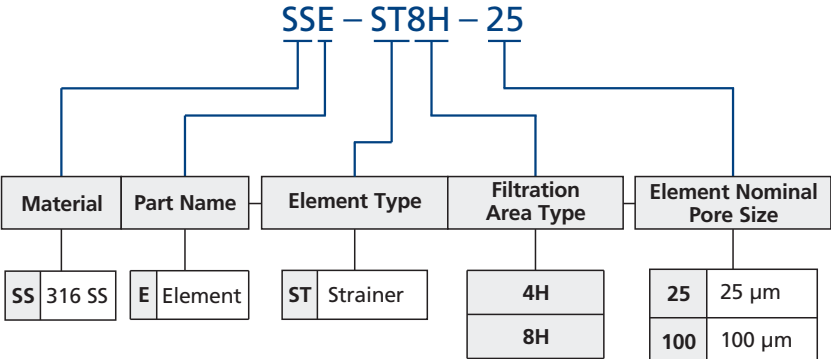 SSE – ST8H – 25
Material
Part Name
Element Type
Filtration
Area Type
Element Nominal
Pore Size
SS 316 SS
E Element
ST Strainer
4H
8H
25 25 µm
100 100 µm